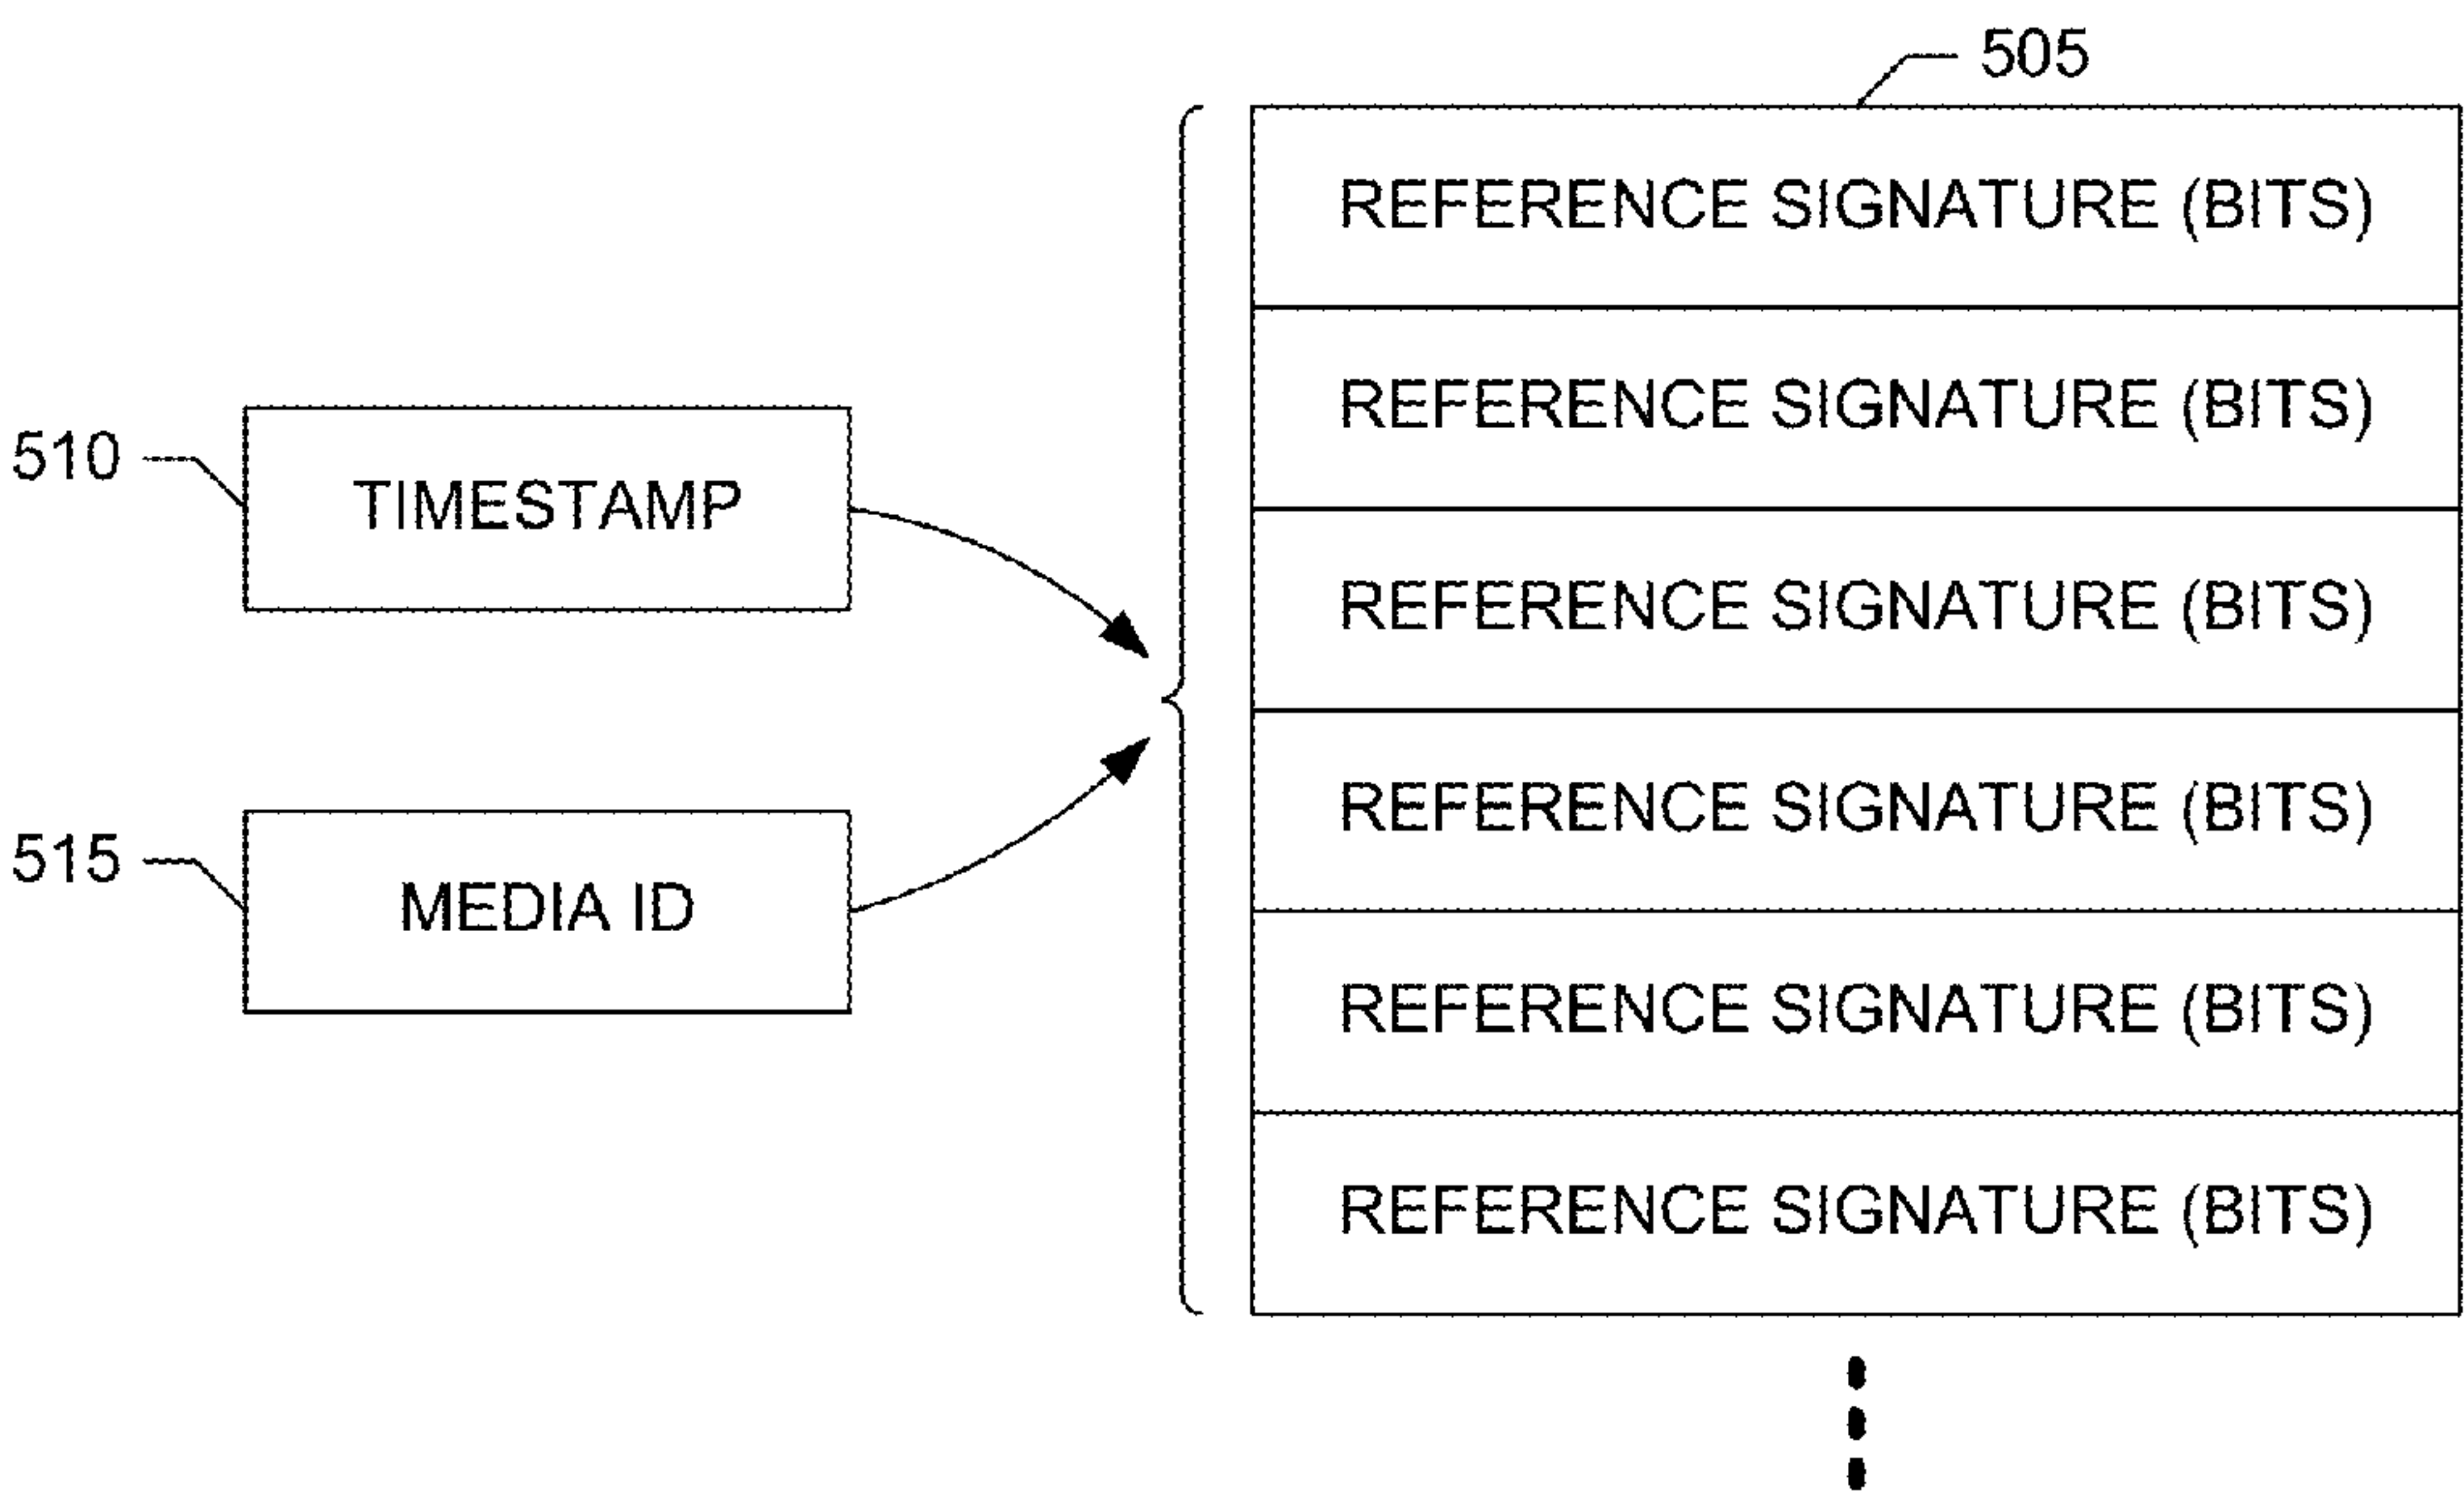 505
REFERENCE SIGNATURE (BITS)
REFERENCE SIGNATURE (BITS)
510
TIMESTAMP
REFERENCE SIGNATURE (BITS)
REFERENCE SIGNATURE (BITS)
515
MEDIA ID
REFERENCE SIGNATURE (BITS)
REFERENCE SIGNATURE (BITS)